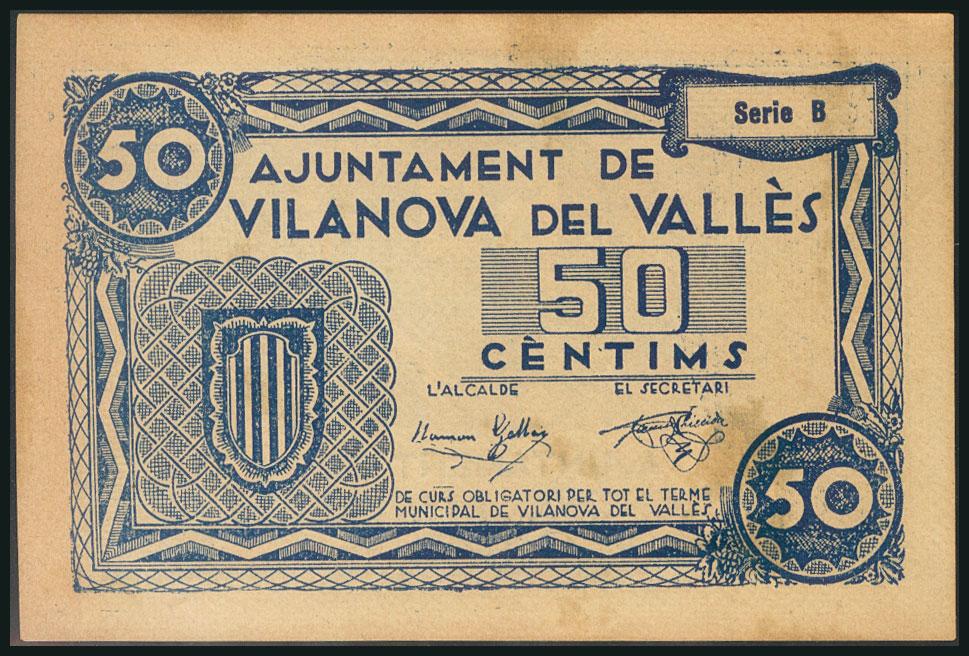 50
Serie B
AJUNTAMENT DE
VILANOVA DEL VALLÈS
50
CÈNTIMS
L'ALCALDE EL SECRETARI
DE CURS OBLIGATORI PER TOT EL TERME
MUNICIPAL DE VILANOVA DEL VALLÈS.
50